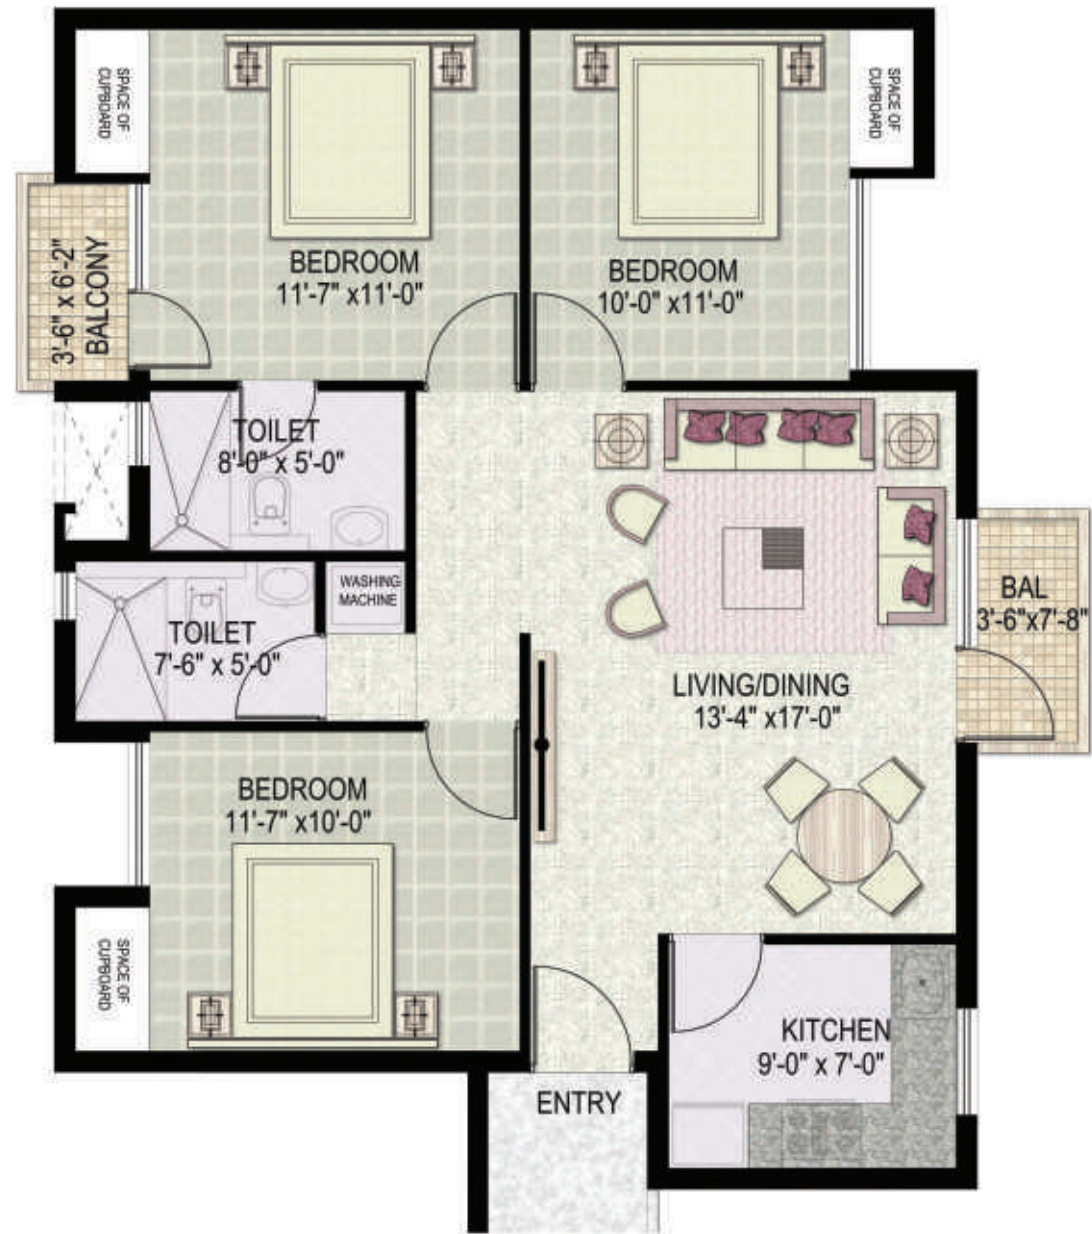 SPACE OF
CUPBOARD
SPACE OF
CUPBOARD
BEDROOM
11'-7" x11'-0"
BEDROOM
10'-0" x11'-0"
3'-6" x 6'-2"
BALCONY
TOILET
8'-0" x 5'-0"
WASHING
MACHINE
TOILET
7'-6" x 5'-0"
BAL
3'-6"x7'-8"
LIVING/DINING
13'-4" x17'-0"
BEDROOM
11'-7" x10'-0"
SPACE OF
CUPBOARD
KITCHEN
9'-0" x 7'-0"
ENTRY